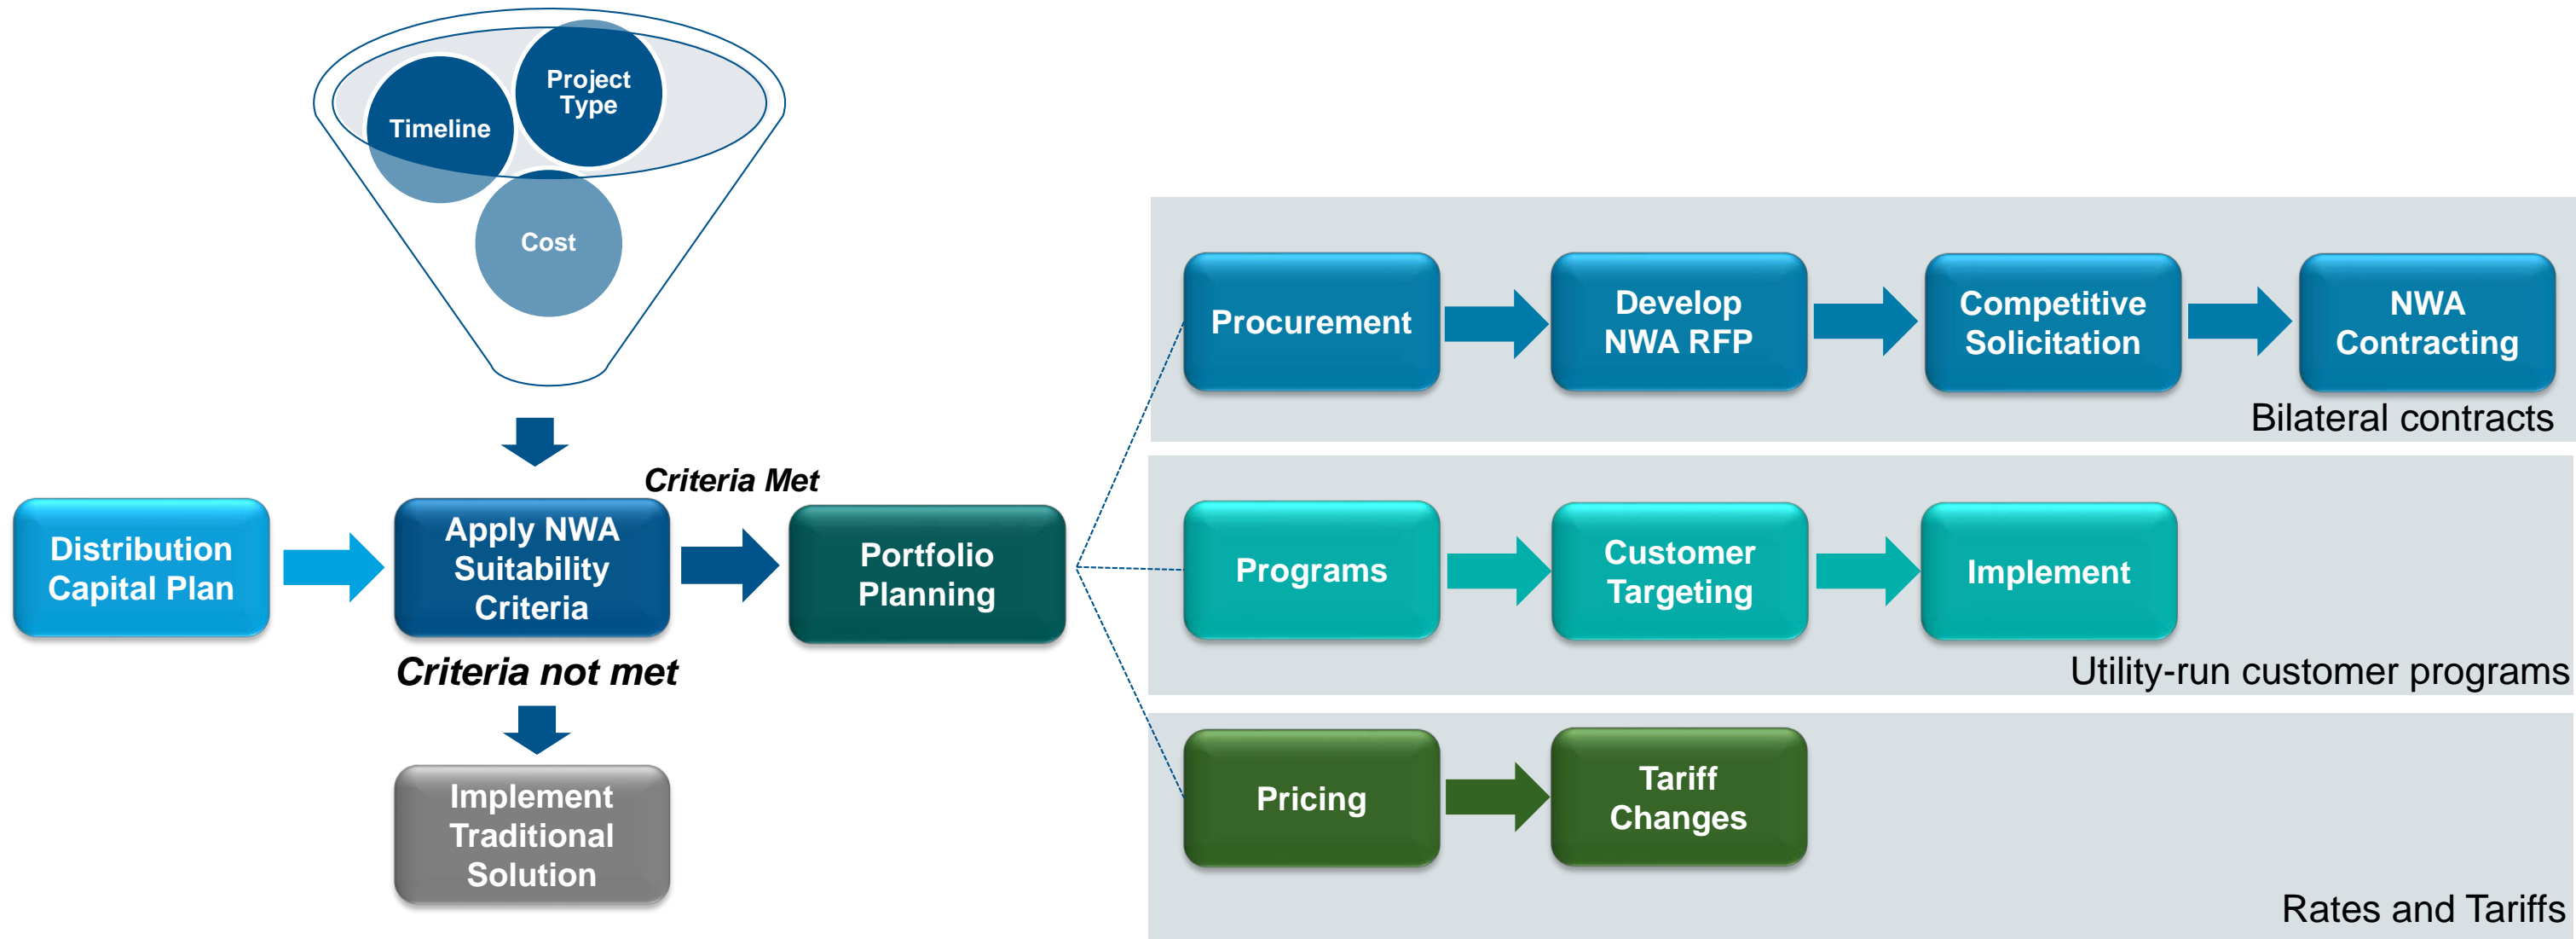 Project
Type
Timeline
Cost
Distribution
Capital Plan
Apply NWA
Suitability
Criteria
Criteria Met
Criteria not met
Implement
Traditional
Solution
Portfolio
Planning
Procurement
Develop
NWA RFP
Competitive
Solicitation
NWA
Contracting
Bilateral contracts
Programs
Customer
Targeting
Implement
Utility-run customer programs
Pricing
Tariff
Changes
Rates and Tariffs